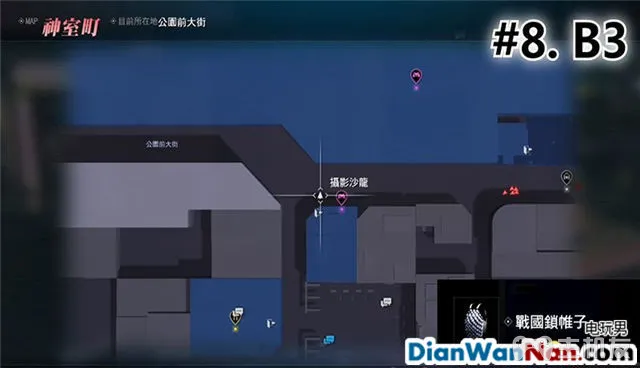 MAP 神室町 目前所在地 公園前大街
#8. B3
公園前大街
攝影沙龍
戰國鎖帷子
电玩男
DianWanNan.com